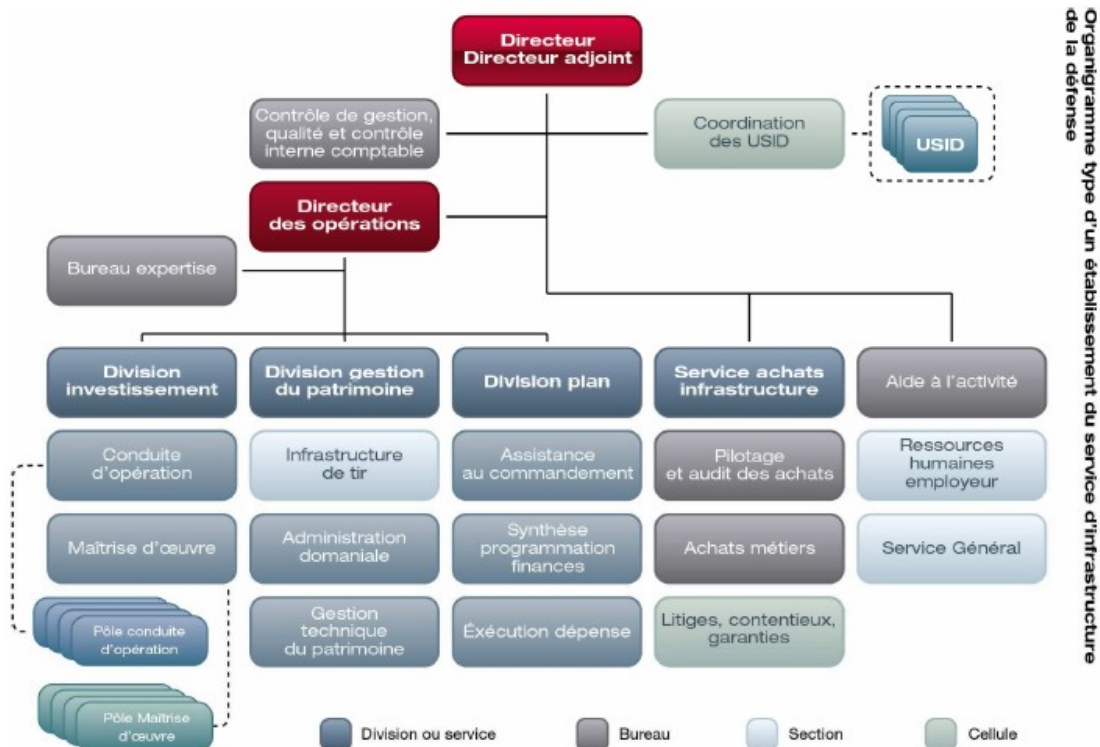 Organigramme type d'un établissement du service d'infrastructure
de la défense
Directeur
Directeur adjoint
Contrôle de gestion,
qualité et contrôle
interne comptable
Coordination
des USID
USID
Directeur
des opérations
Bureau expertise
Division
investissement
Division gestion
du patrimoine
Division plan
Service achats
infrastructure
Aide à l'activité
Conduite
d'opération
Infrastructure
de tir
Assistance
au commandement
Pilotage
et audit des achats
Ressources
humaines
employeur
Maîtrise d'œuvre
Administration
domaniale
Synthèse
programmation
finances
Achats métiers
Service Général
Pôle conduite
d'opération
Gestion
technique
du patrimoine
Éxécution dépense
Litiges, contentieux,
garanties
Pôle Maîtrise
d'œuvre
Division ou service
Bureau
Section
Cellule